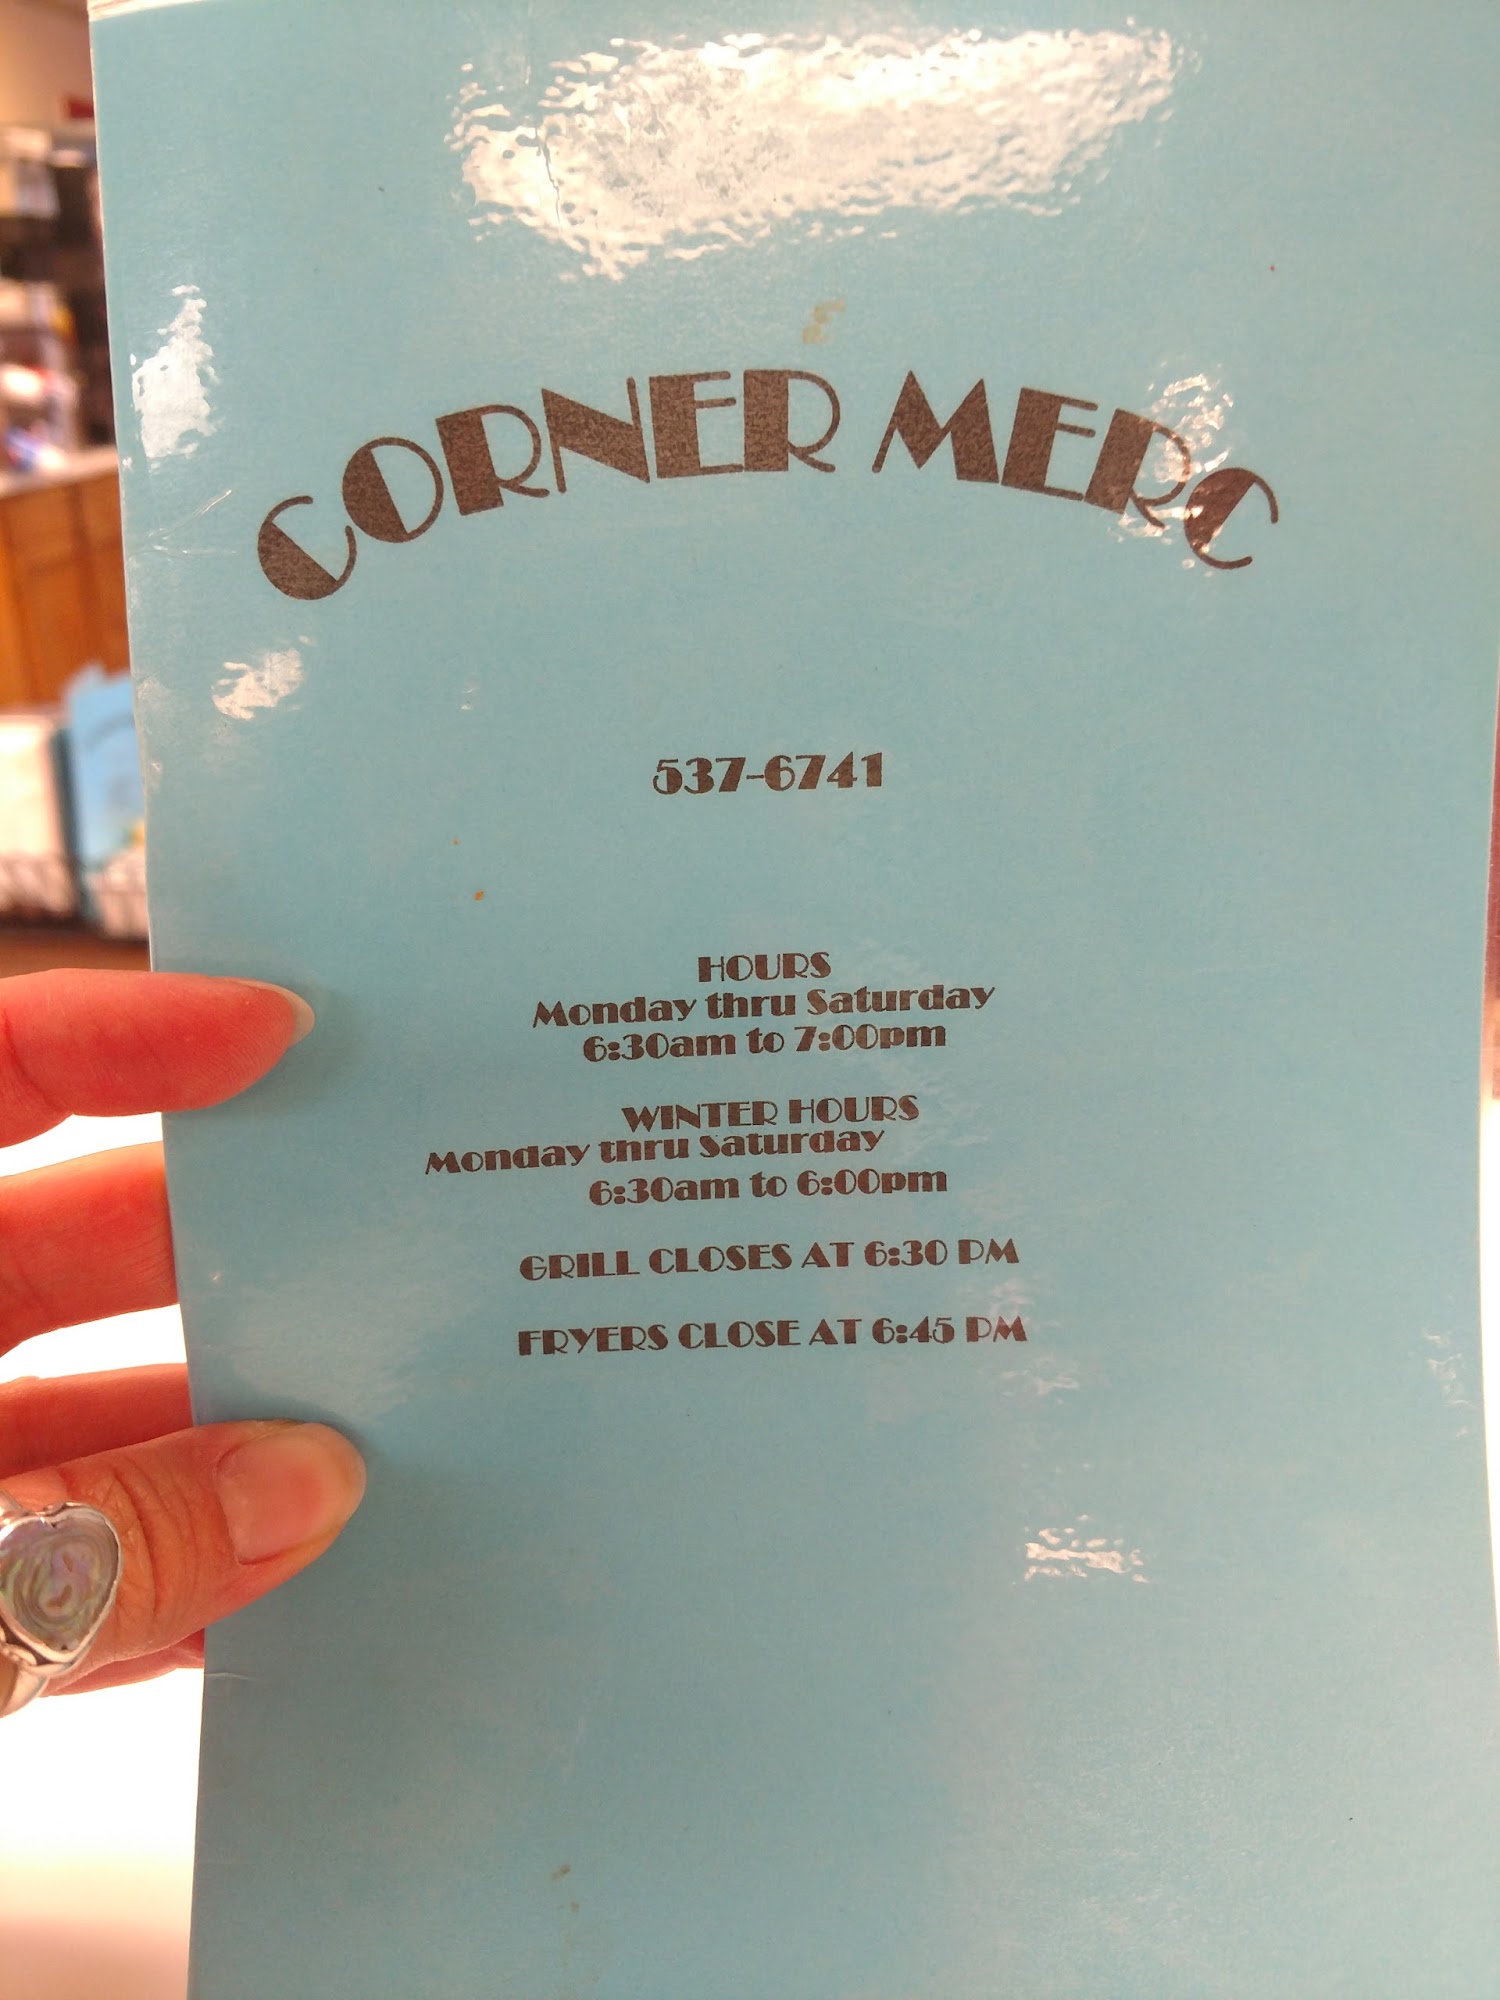 CORNER MERC
537-6741
HOURS
Monday thru Saturday
6:30am to 7:00pm
WINTER HOURS
Monday thru Saturday
6:30am to 6:00pm
GRILL CLOSES AT 6:30 PM
FRYERS CLOSE AT 6:45 PM